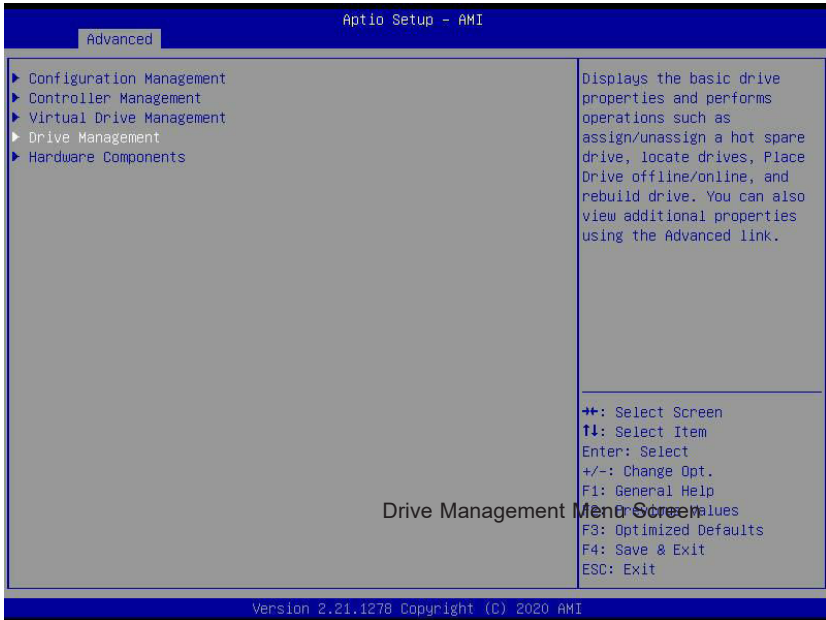 Aptio Setup - AMI
Advanced
Configuration Management
Controller Management
Virtual Drive Management
Drive Management
Hardware Components
Displays the basic drive
properties and performs
operations such as
assign/unassign a hot spare
drive, locate drives, Place
Drive offline/online, and
rebuild drive. You can also
view additional properties
using the Advanced link.
→←: Select Screen
↑↓: Select Item
Enter: Select
+/-: Change Opt.
F1: General Help
Drive Management Menu Screen
F2: Previous Values
F3: Optimized Defaults
F4: Save & Exit
ESC: Exit
Version 2.21.1278 Copyright (C) 2020 AMI